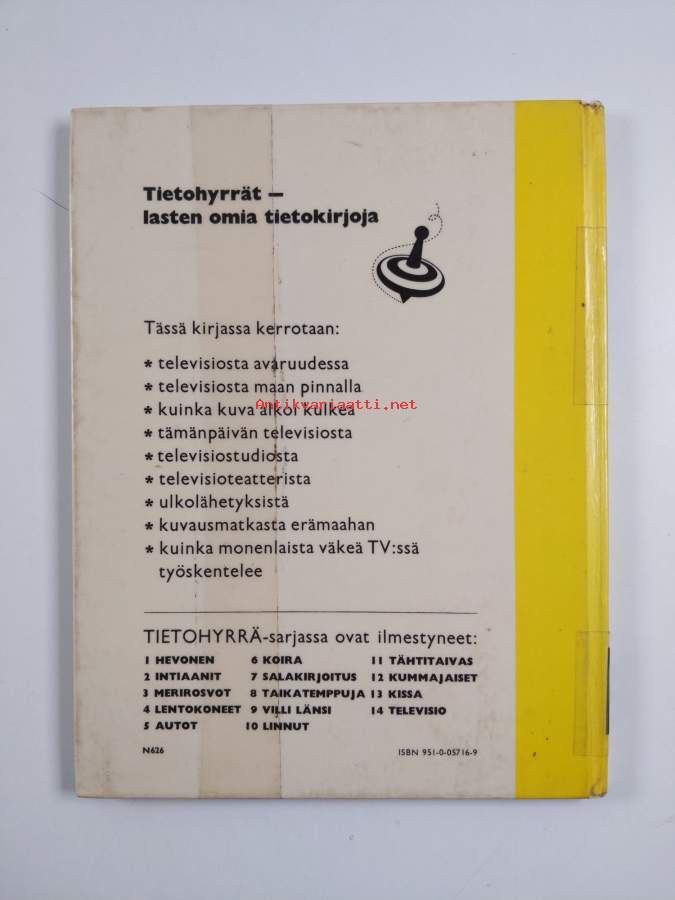 Tietohyrrät –
lasten omia tietokirjoja
Tässä kirjassa kerrotaan:
* televisiosta avaruudessa
* televisiosta maan pinnalla
* kuinka kuva alkoi kulkea
Antikvariaatti.net
* tämänpäivän televisiosta
* televisiostudiosta
* televisioteatterista
* ulkolähetyksistä
* kuvausmatkasta erämaahan
* kuinka monenlaista väkeä TV:ssä
työskentelee
TIETOHYRRÄ-sarjassa ovat ilmestyneet:
1 HEVONEN 6 KOIRA 11 TÄHTITAIVAS
2 INTIAANIT 7 SALAKIRJOITUS 12 KUMMAJAISET
3 MERIROSVOT 8 TAIKATEMPPUJA 13 KISSA
4 LENTOKONEET 9 VILLI LÄNSI 14 TELEVISIO
5 AUTOT 10 LINNUT
N626 ISBN 951-0-05716-9